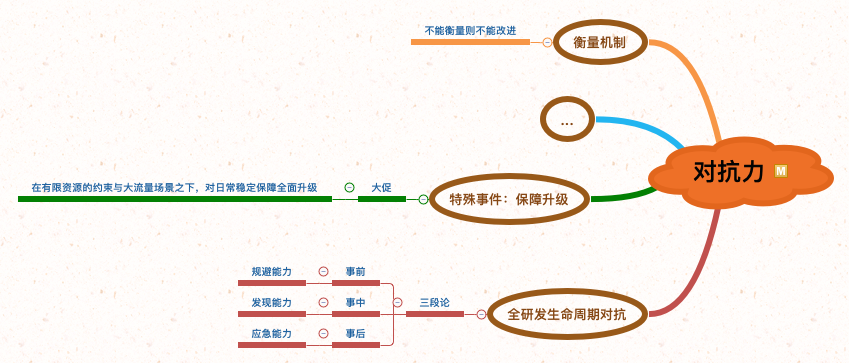 不能衡量则不能改进
衡量机制
...
对抗力
M
在有限资源的约束与大流量场景之下，对日常稳定保障全面升级
大促
特殊事件：保障升级
规避能力
事前
发现能力
事中
三段论
全研发生命周期对抗
应急能力
事后